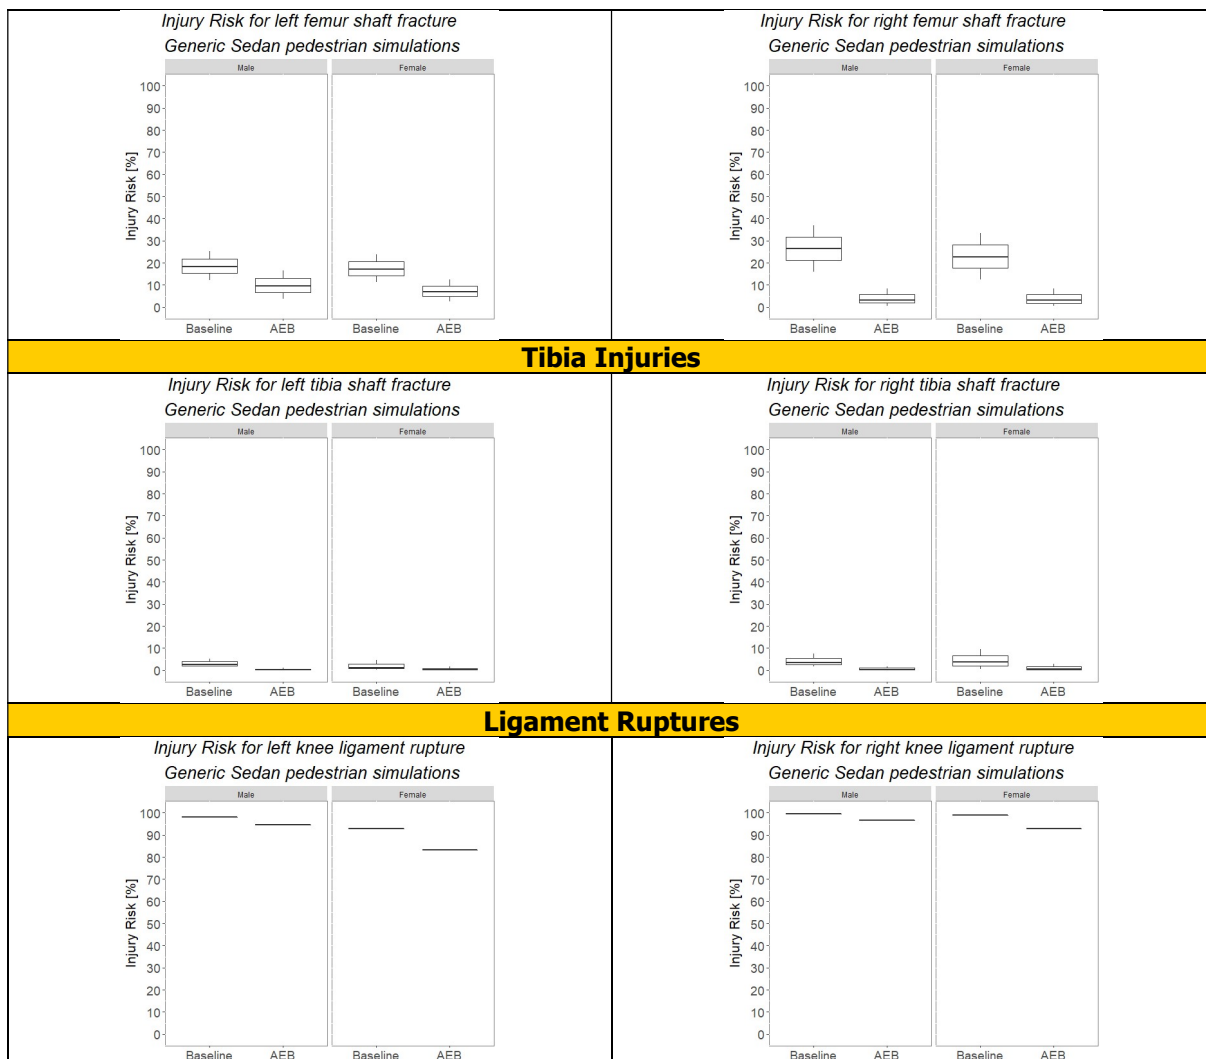 Injury Risk for left femur shaft fracture
Generic Sedan pedestrian simulations
Male Female
Injury Risk [%]
100
90
80
70
60
50
40
30
20
10
0
Baseline AEB Baseline AEB
Injury Risk for right femur shaft fracture
Generic Sedan pedestrian simulations
Male Female
Injury Risk [%]
100
90
80
70
60
50
40
30
20
10
0
Baseline AEB Baseline AEB
Tibia Injuries
Injury Risk for left tibia shaft fracture
Generic Sedan pedestrian simulations
Male Female
Injury Risk [%]
100
90
80
70
60
50
40
30
20
10
0
Baseline AEB Baseline AEB
Injury Risk for right tibia shaft fracture
Generic Sedan pedestrian simulations
Male Female
Injury Risk [%]
100
90
80
70
60
50
40
30
20
10
0
Baseline AEB Baseline AEB
Ligament Ruptures
Injury Risk for left knee ligament rupture
Generic Sedan pedestrian simulations
Male Female
Injury Risk [%]
100
90
80
70
60
50
40
30
20
10
0
Baseline AEB Baseline AEB
Injury Risk for right knee ligament rupture
Generic Sedan pedestrian simulations
Male Female
Injury Risk [%]
100
90
80
70
60
50
40
30
20
10
0
Baseline AEB Baseline AEB